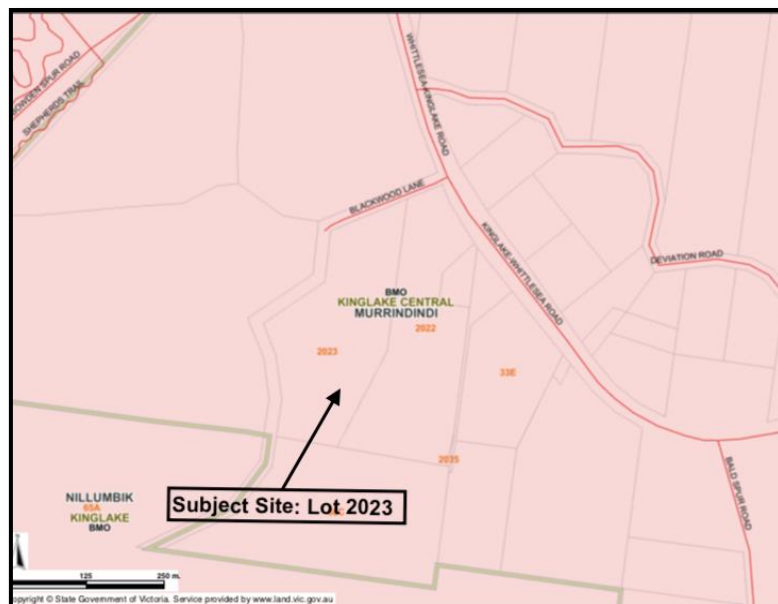 BOWDEN SPUR ROAD
SHEPHERDS TRAIL
WHITTLESEA-KINGLAKE ROAD
BLACKWOOD LANE
KINGLAKE-WHITTLESEA ROAD
DEVIATION ROAD
BMO
KINGLAKE CENTRAL
MURRINDINDI
2022
2023
33E
2035
NILLUMBIK
65A
KINGLAKE
BMO
Subject Site: Lot 2023
BALD SPUR ROAD
125
250 m.
opyright © State Government of Victoria. Service provided by www.land.vic.gov.au